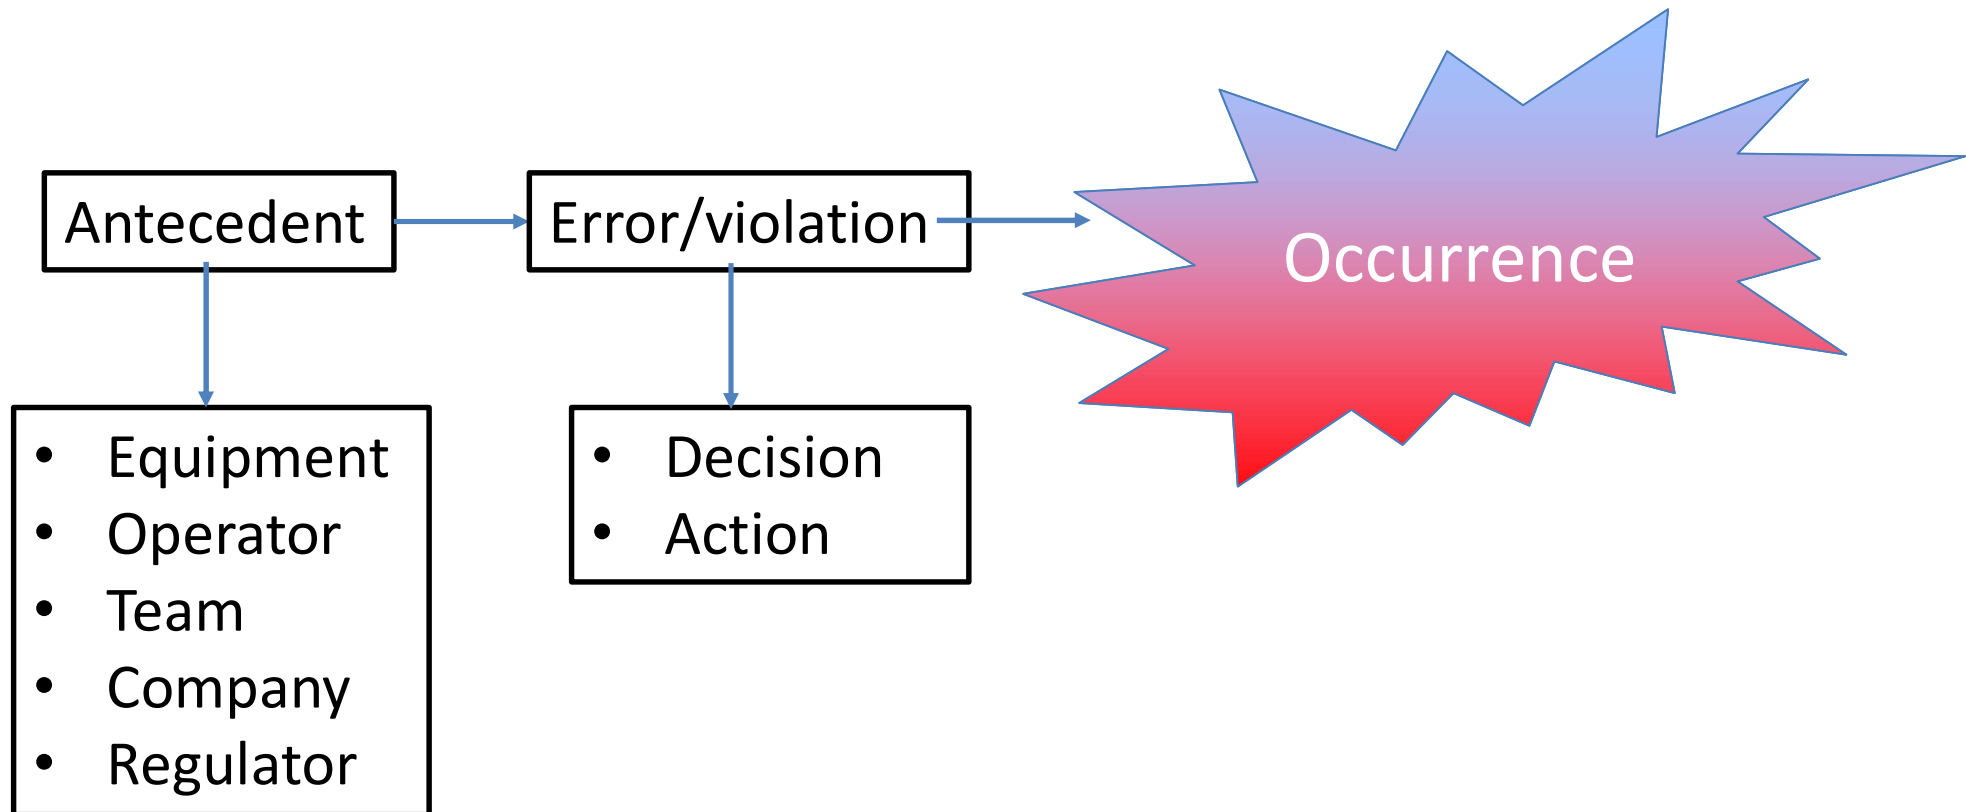 Antecedent
Error/violation
Occurrence
• Equipment
• Operator
• Team
• Company
• Regulator
• Decision
• Action